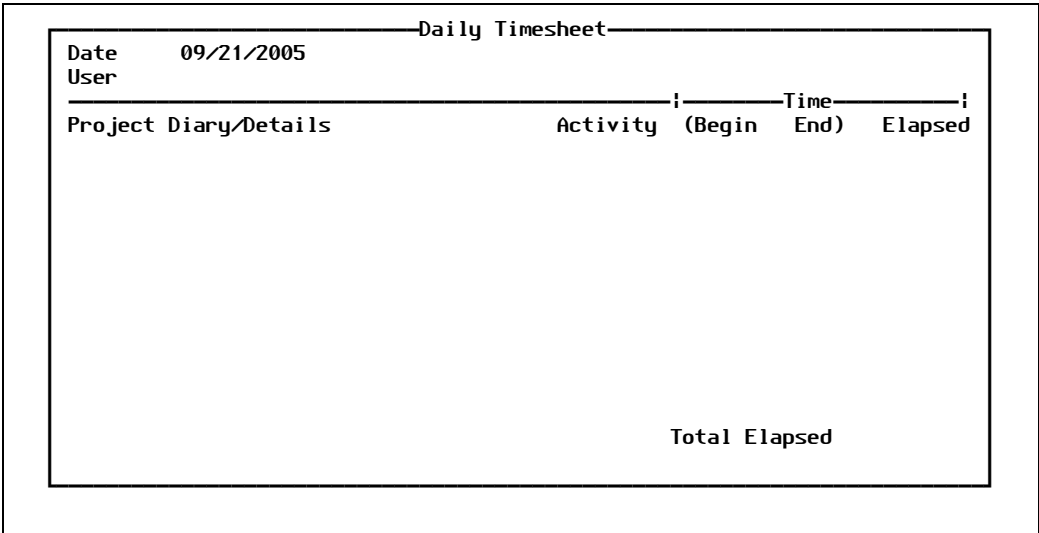 Daily Timesheet
Date 09/21/2005
User
Time
Project Diary/Details Activity (Begin End) Elapsed
Total Elapsed